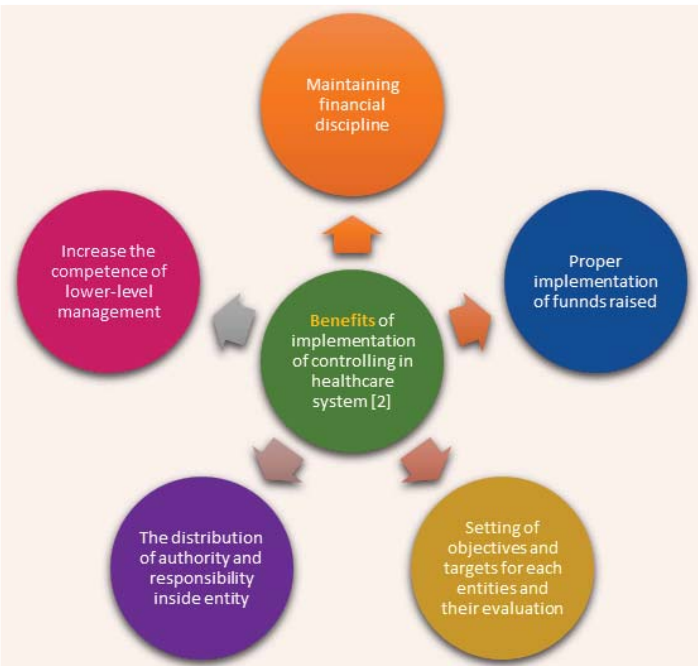 Maintaining
financial
discipline
Increase the
competence of
lower-level
management
Proper
implementation
of funnds raised
Benefits of
implementation
of controlling in
healthcare
system [2]
The distribution
of authority and
responsibility
inside entity
Setting of
objectives and
targets for each
entities and
their evaluation